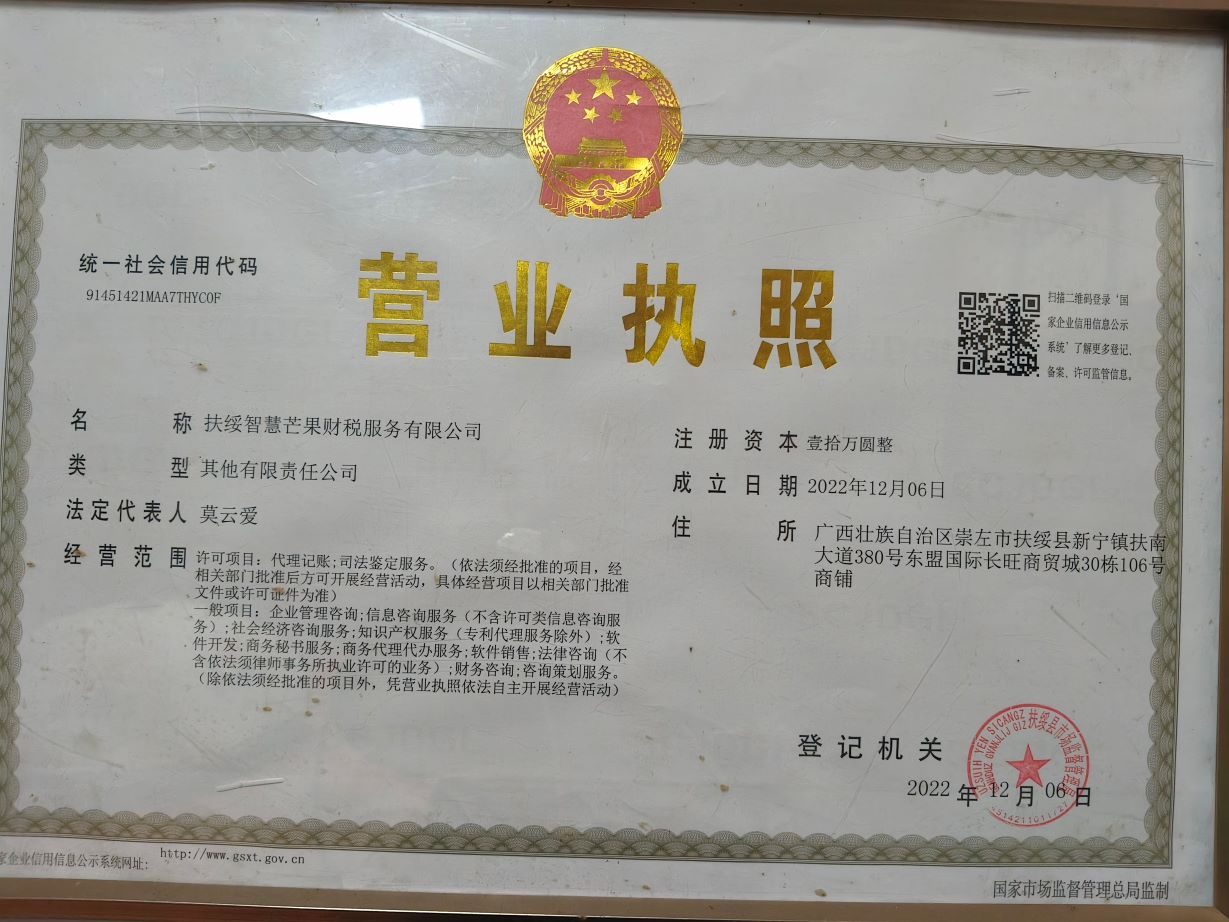 统一社会信用代码
91451421MAA7THYC0F
营业执照
扫描二维码登录‘国
家企业信用信息公示
系统’了解更多登记、
备案、许可监管信息。
名称 扶绥智慧芒果财税服务有限公司
类型 其他有限责任公司
法定代表人 莫云爱
经营范围 许可项目：代理记账;司法鉴定服务。（依法须经批准的项目，经
相关部门批准后方可开展经营活动，具体经营项目以相关部门批准
文件或许可证件为准）
一般项目：企业管理咨询;信息咨询服务（不含许可类信息咨询服
务）;社会经济咨询服务;知识产权服务（专利代理服务除外）;软
件开发;商务秘书服务;商务代理代办服务;软件销售;法律咨询（不
含依法须律师事务所执业许可的业务）;财务咨询;咨询策划服务。
（除依法须经批准的项目外，凭营业执照依法自主开展经营活动）
注册资本 壹拾万圆整
成立日期 2022年12月06日
住所 广西壮族自治区崇左市扶绥县新宁镇扶南
大道380号东盟国际长旺商贸城30栋106号
商铺
登记机关
扶绥县市场监督管理局
2022 年 12 月 06 日
家企业信用信息公示系统网址：
http://www.gsxt.gov.cn
国家市场监督管理总局监制